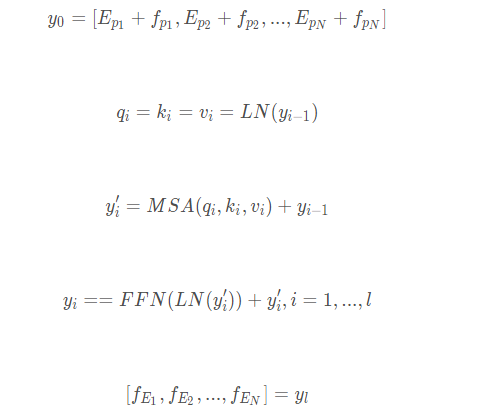 y₀ = [E_{p1} + f_{p1}, E_{p2} + f_{p2}, ..., E_{pN} + f_{pN}]
q_i = k_i = v_i = LN(y_{i−1})
y′_i = MSA(q_i, k_i, v_i) + y_{i−1}
y_i == FFN(LN(y′_i)) + y′_i, i = 1, ..., l
[f_{E_1}, f_{E_2}, ..., f_{E_N}] = y_l